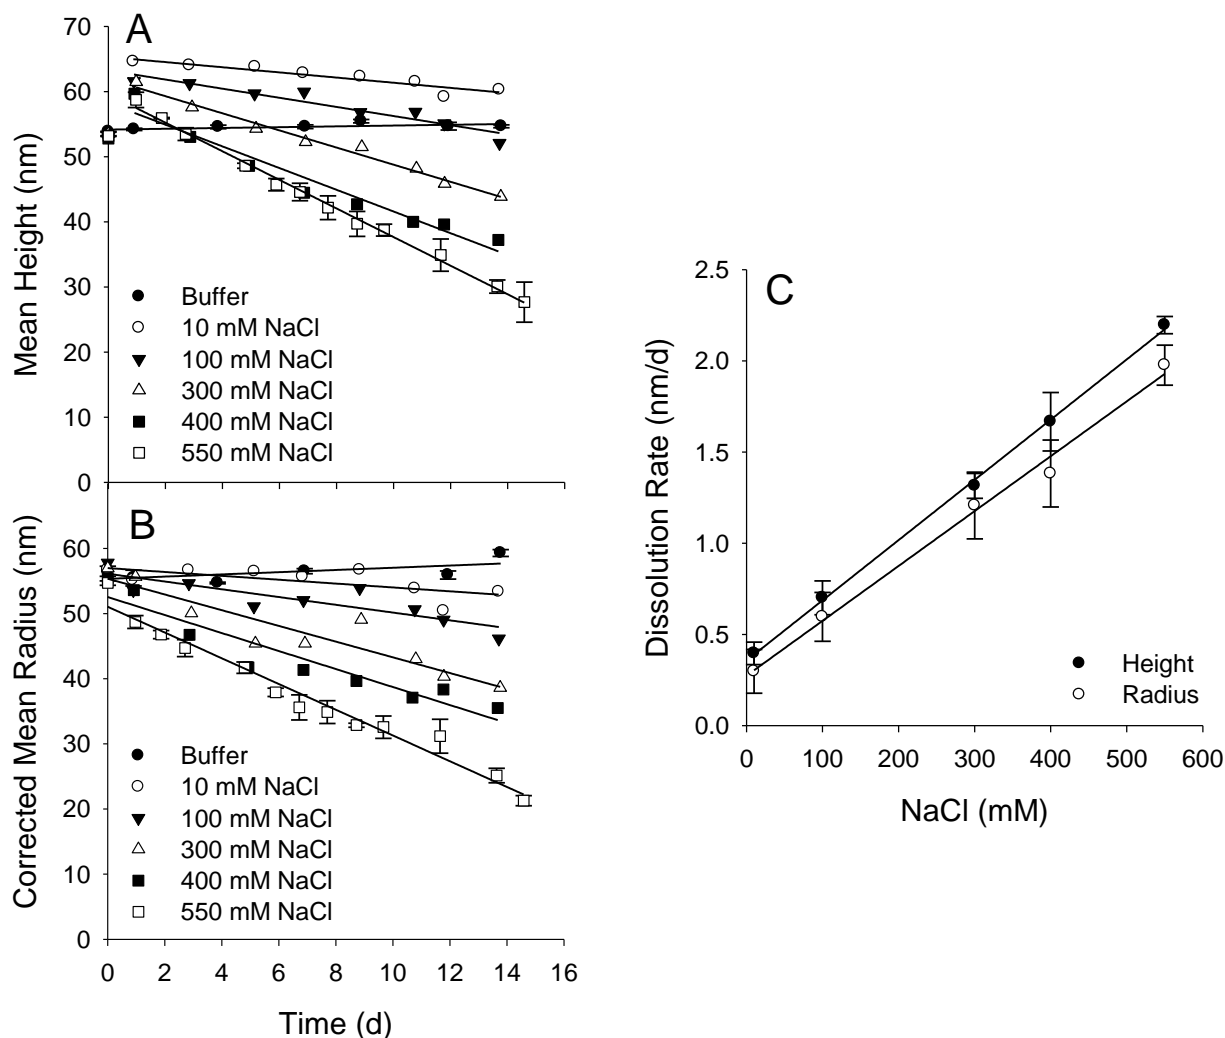 A
70
60
50
40
30
20
10
0
Mean Height (nm)
Buffer
10 mM NaCl
100 mM NaCl
300 mM NaCl
400 mM NaCl
550 mM NaCl
B
60
50
40
30
20
10
0
Corrected Mean Radius (nm)
Buffer
10 mM NaCl
100 mM NaCl
300 mM NaCl
400 mM NaCl
550 mM NaCl
0 2 4 6 8 10 12 14 16
Time (d)
C
2.5
2.0
1.5
1.0
0.5
0.0
Dissolution Rate (nm/d)
Height
Radius
0 100 200 300 400 500 600
NaCl (mM)